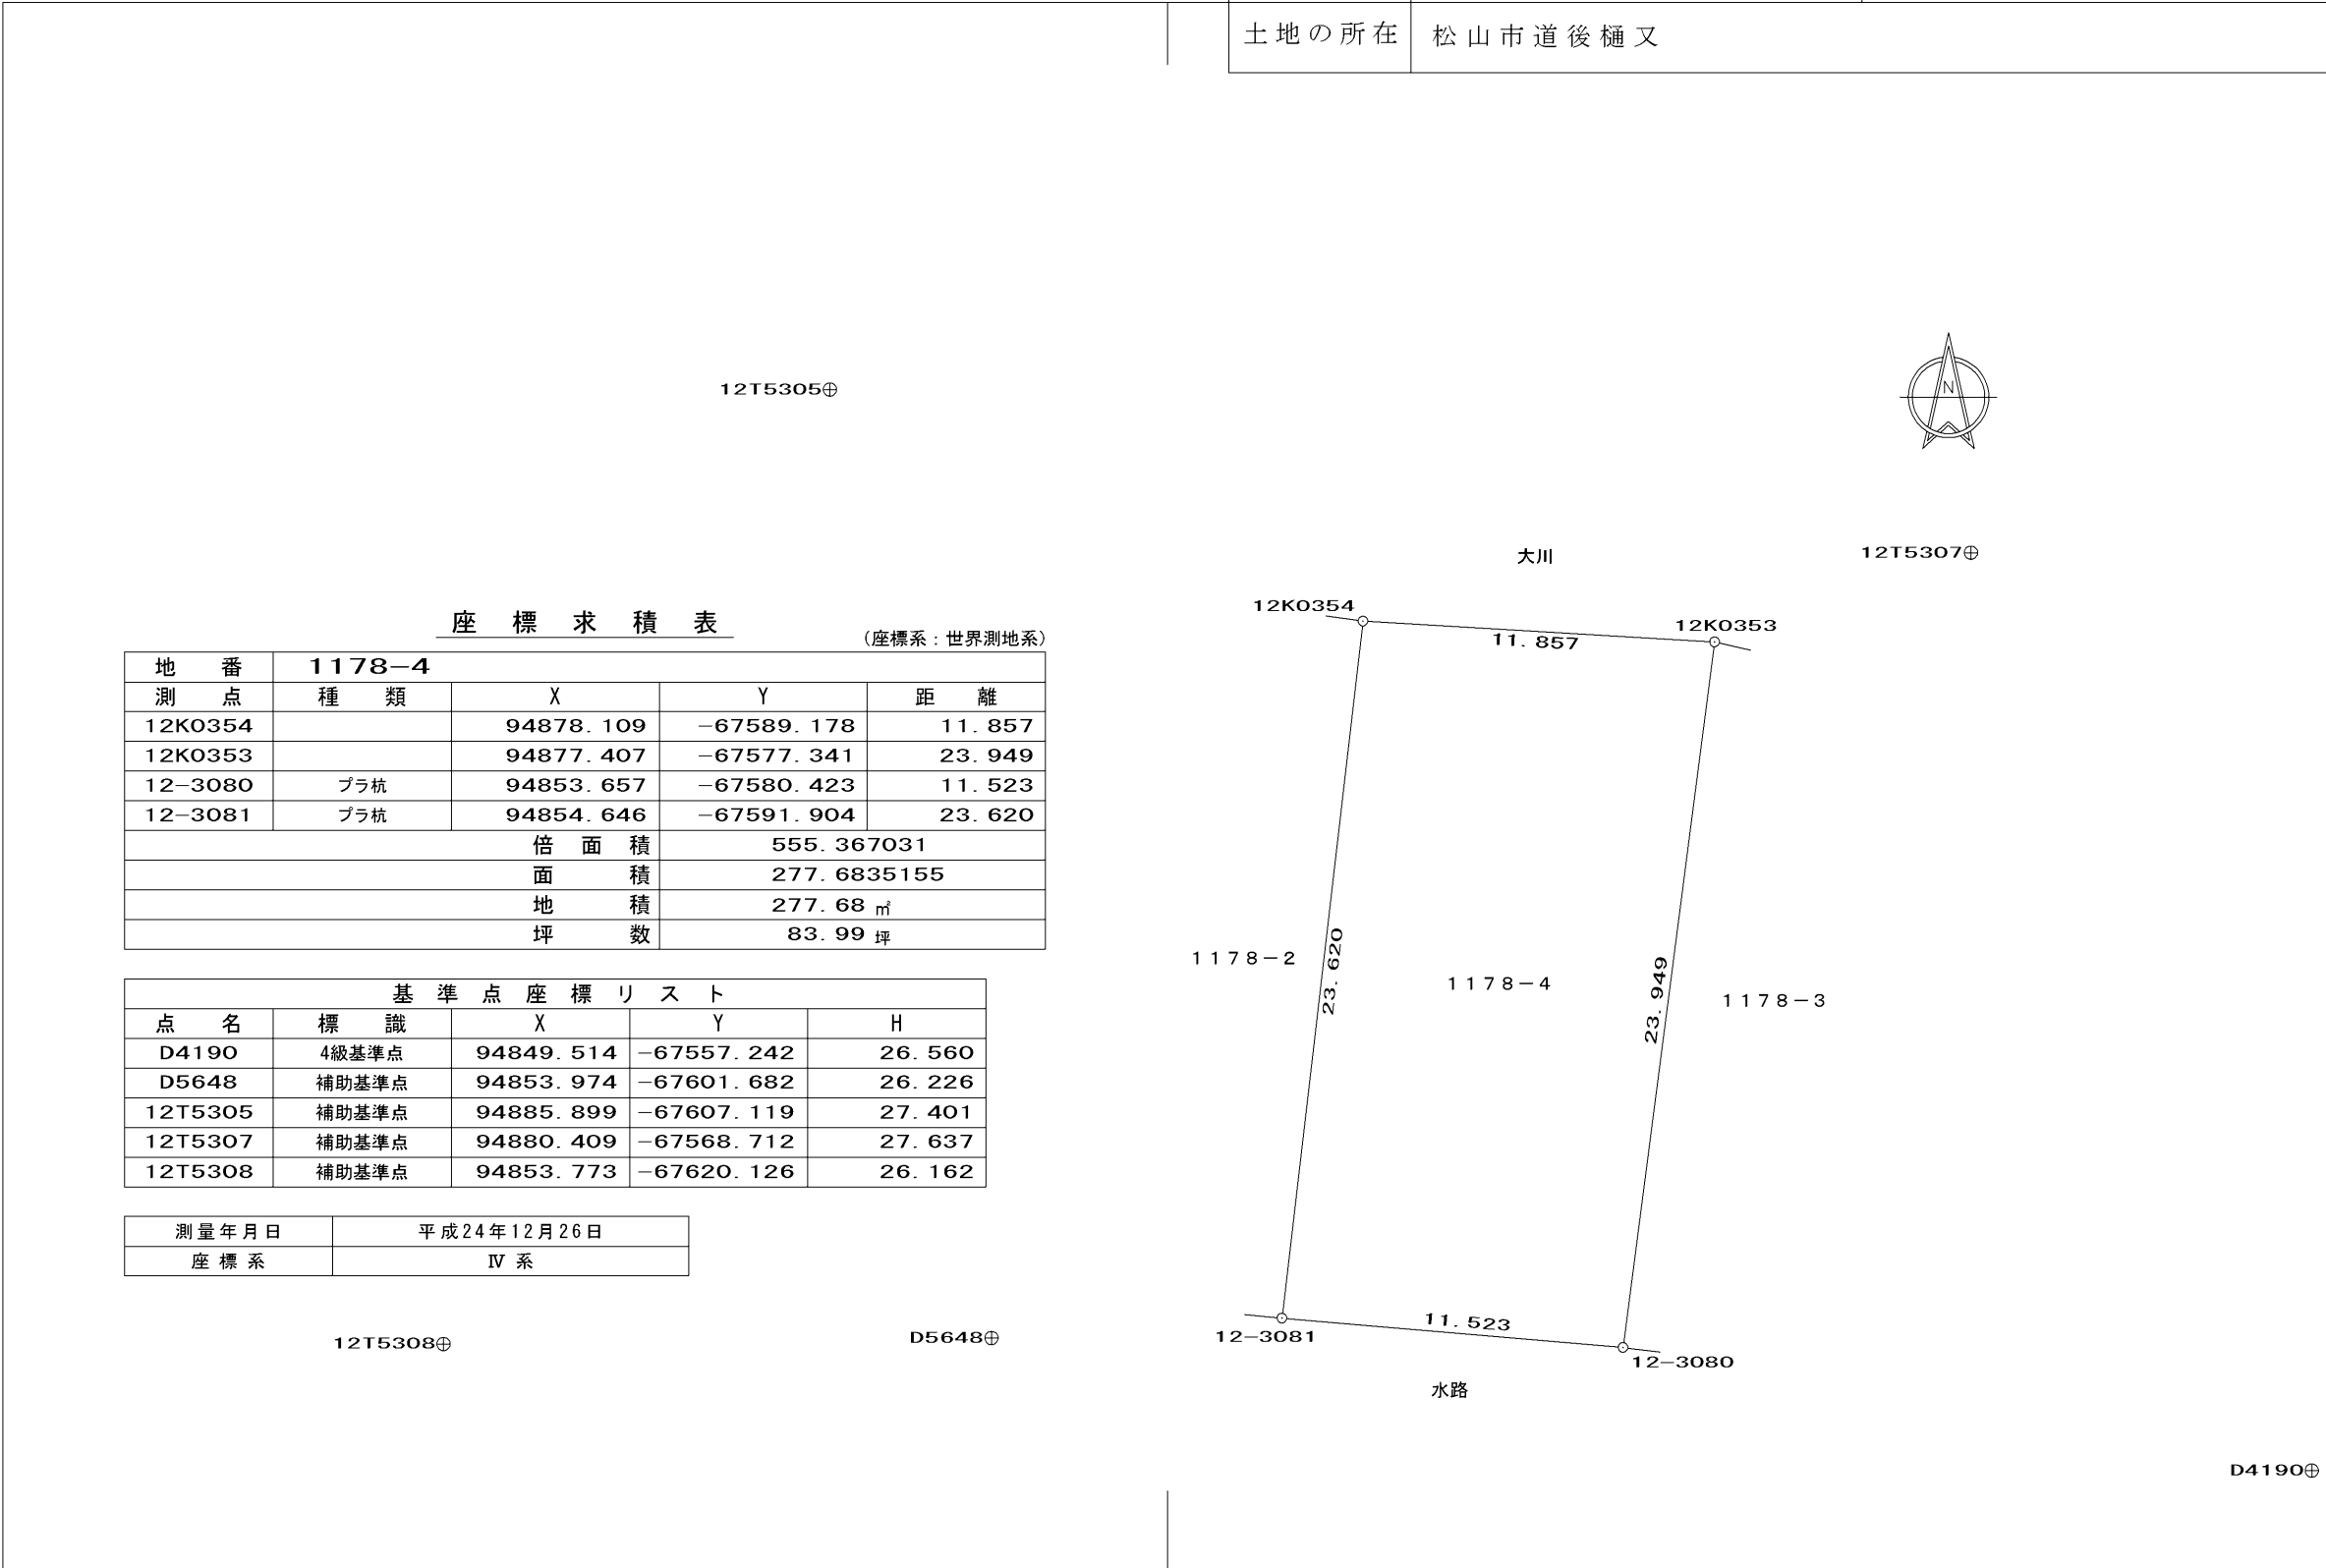 土地の所在 松山市道後樋又
12T5305
N
大川
12T5307
12K0354
12K0353
11.857
座標求積表
(座標系:世界測地系)
地番 1178-4
測点 種類 X Y 距離
12K0354 94878.109 -67589.178 11.857
12K0353 94877.407 -67577.341 23.949
12-3080 プラ杭 94853.657 -67580.423 11.523
12-3081 プラ杭 94854.646 -67591.904 23.620
倍面積 555.367031
面積 277.6835155
地積 277.68 ㎡
坪数 83.99 坪
1178-2
23.620
1178-4
23.949
1178-3
基準点座標リスト
点名 標識 X Y H
D4190 4級基準点 94849.514 -67557.242 26.560
D5648 補助基準点 94853.974 -67601.682 26.226
12T5305 補助基準点 94885.899 -67607.119 27.401
12T5307 補助基準点 94880.409 -67568.712 27.637
12T5308 補助基準点 94853.773 -67620.126 26.162
測量年月日 平成24年12月26日
座標系 Ⅳ系
12T5308
D5648
12-3081
11.523
12-3080
水路
D4190